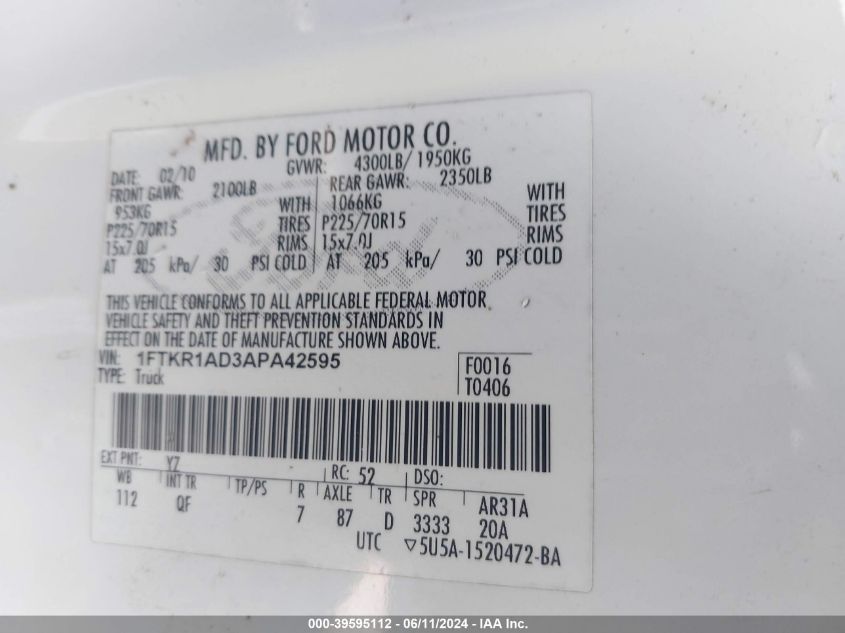 MFD. BY FORD MOTOR CO.
DATE: 02/10 GVWR: 4300LB/ 1950KG
FRONT GAWR: 2100LB REAR GAWR: 2350LB
953KG WITH 1066KG WITH
P225/70R15 TIRES P225/70R15 TIRES
15x7.0J RIMS 15x7.0J RIMS
AT 205 kPa/ 30 PSI COLD AT 205 kPa/ 30 PSI COLD
THIS VEHICLE CONFORMS TO ALL APPLICABLE FEDERAL MOTOR
VEHICLE SAFETY AND THEFT PREVENTION STANDARDS IN
EFFECT ON THE DATE OF MANUFACTURE SHOWN ABOVE.
VIN: 1FTKR1AD3APA42595 F0016
TYPE: Truck T0406
EXT PNT: YZ RC: 52 DSO:
WB INT TR TP/PS R AXLE TR SPR AR31A
112 QF 7 87 D 3333 20A
UTC ▽5U5A-1520472-BA
000-39595112 - 06/11/2024 - IAA Inc.